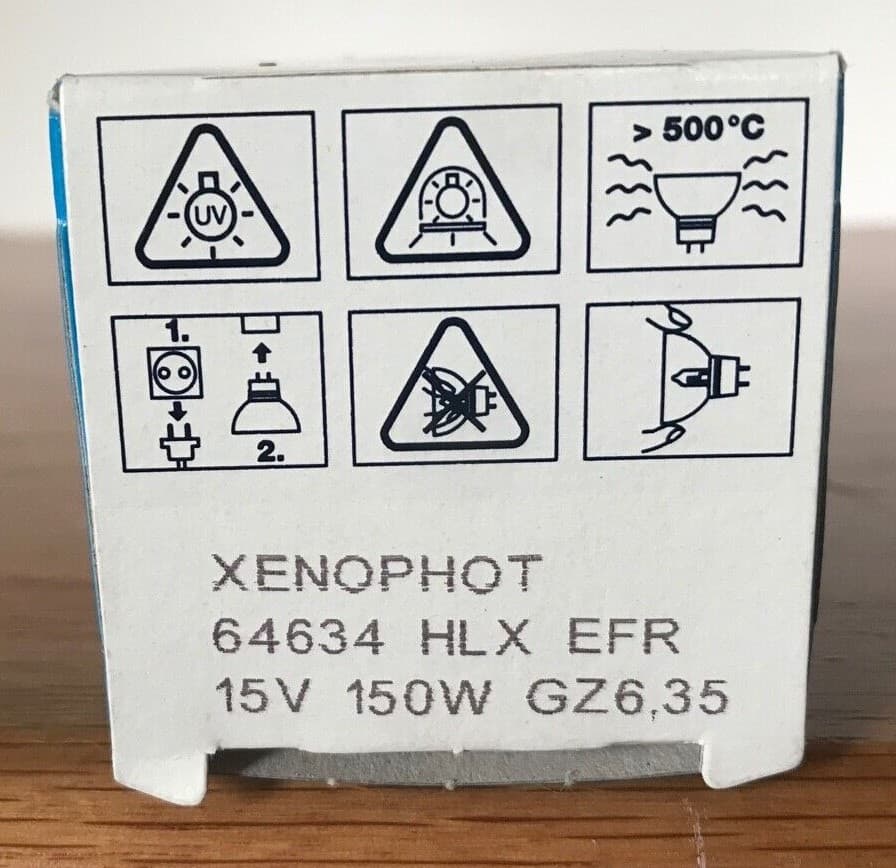 > 500°C
UV
1.
2.
XENOPHOT
64634 HLX EFR
15V 150W GZ6,35